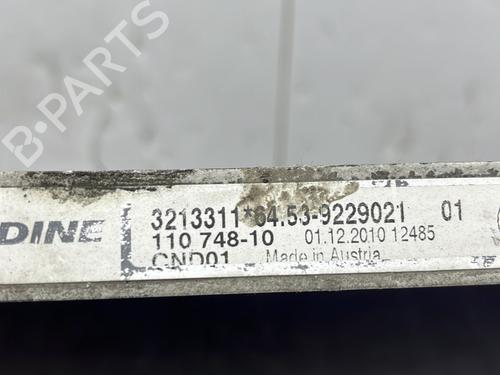 B-PARTS
DINE
3213311*64.53-9229021 01
110 748-10 01.12.2010 12485
CND01 Made in Austria